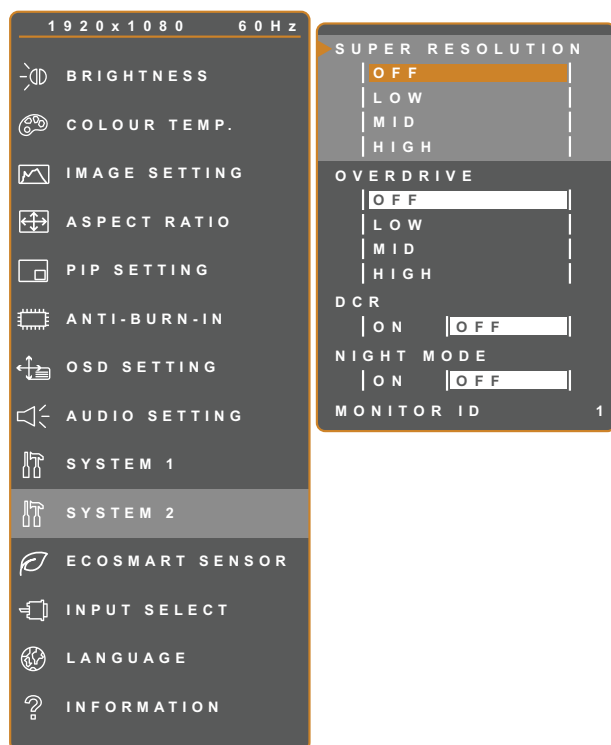 1920x1080 60Hz
BRIGHTNESS
COLOUR TEMP.
IMAGE SETTING
ASPECT RATIO
PIP SETTING
ANTI-BURN-IN
OSD SETTING
AUDIO SETTING
SYSTEM 1
SYSTEM 2
ECOSMART SENSOR
INPUT SELECT
LANGUAGE
INFORMATION
SUPER RESOLUTION
OFF
LOW
MID
HIGH
OVERDRIVE
OFF
LOW
MID
HIGH
DCR
ON OFF
NIGHT MODE
ON OFF
MONITOR ID 1